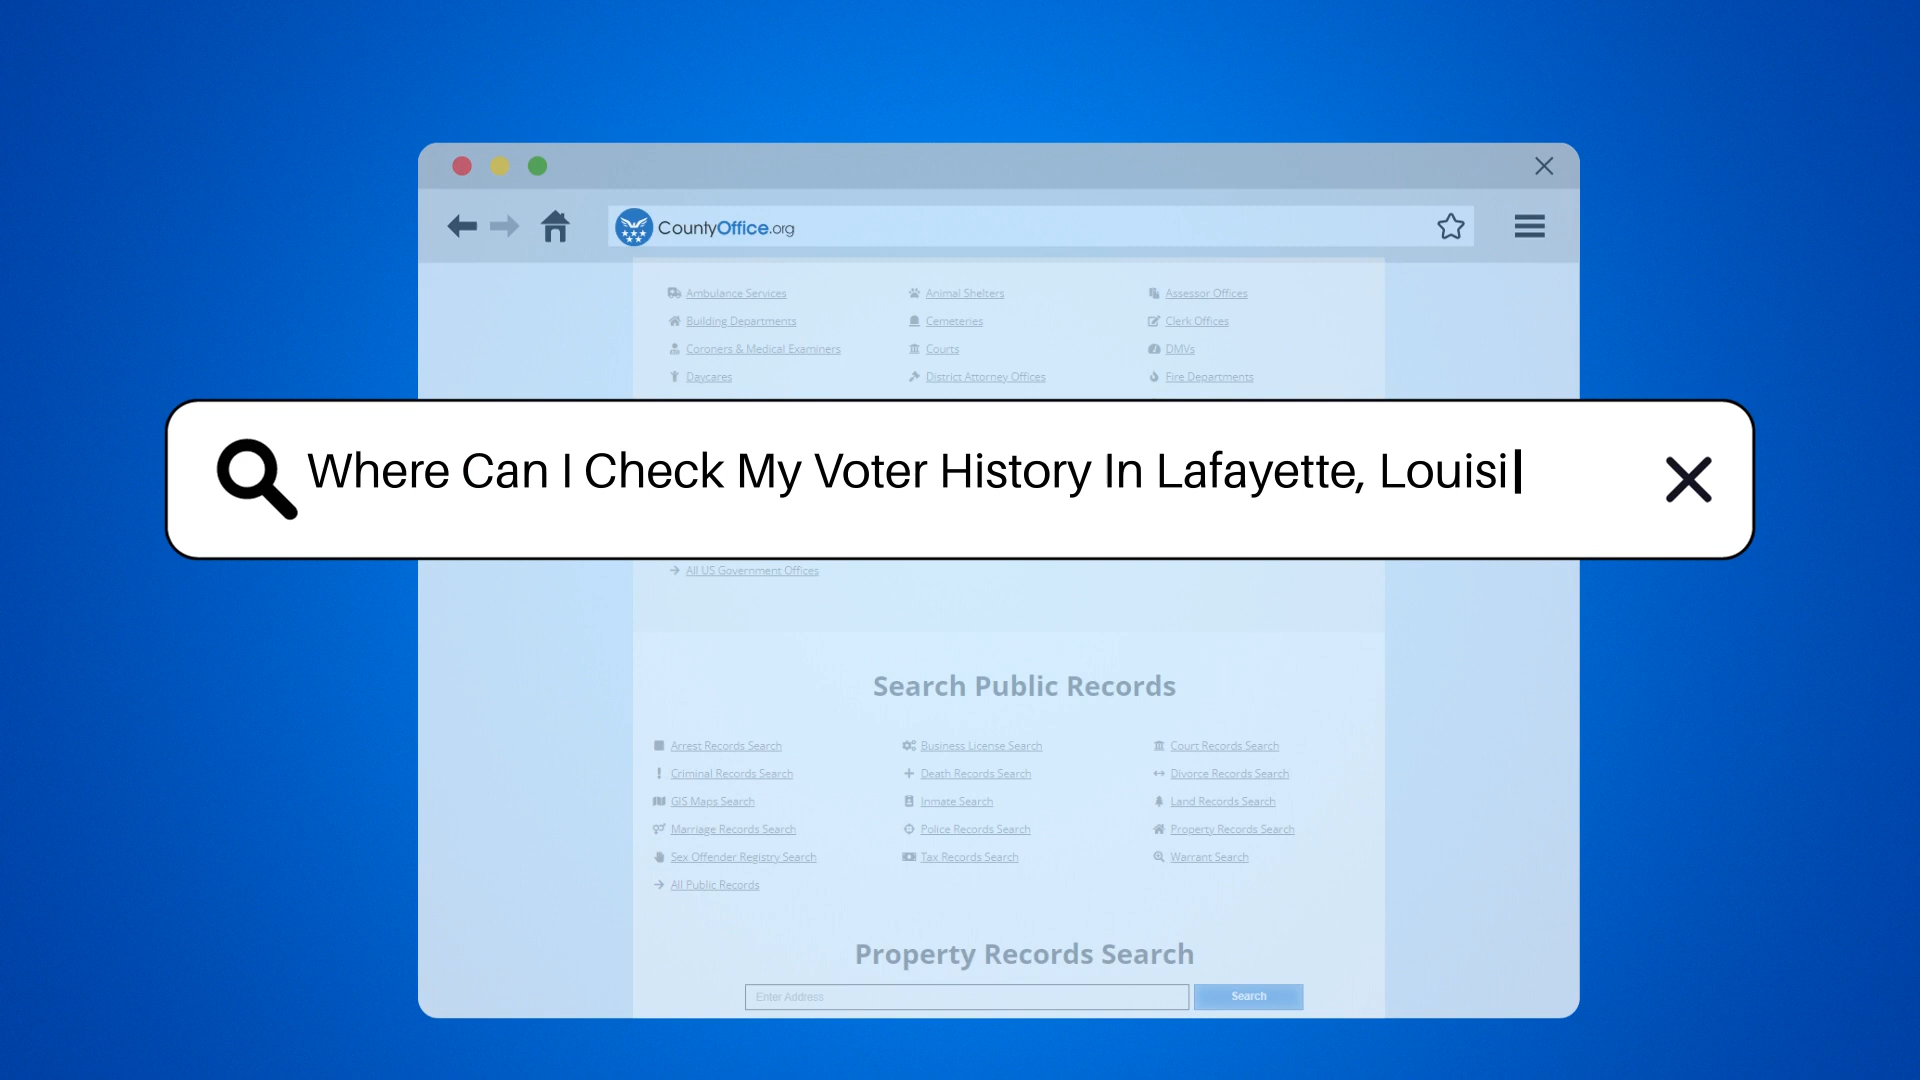 CountyOffice.org
Ambulance Services Animal Shelters Assessor Offices
Building Departments Cemeteries Clerk Offices
Coroners & Medical Examiners Courts DMVs
Daycares District Attorney Offices Fire Departments
Where Can I Check My Voter History In Lafayette, Louisi
All US Government Offices
Search Public Records
Arrest Records Search Business License Search Court Records Search
Criminal Records Search Death Records Search Divorce Records Search
GIS Maps Search Inmate Search Land Records Search
Marriage Records Search Police Records Search Property Records Search
Sex Offender Registry Search Tax Records Search Warrant Search
All Public Records
Property Records Search
Enter Address Search